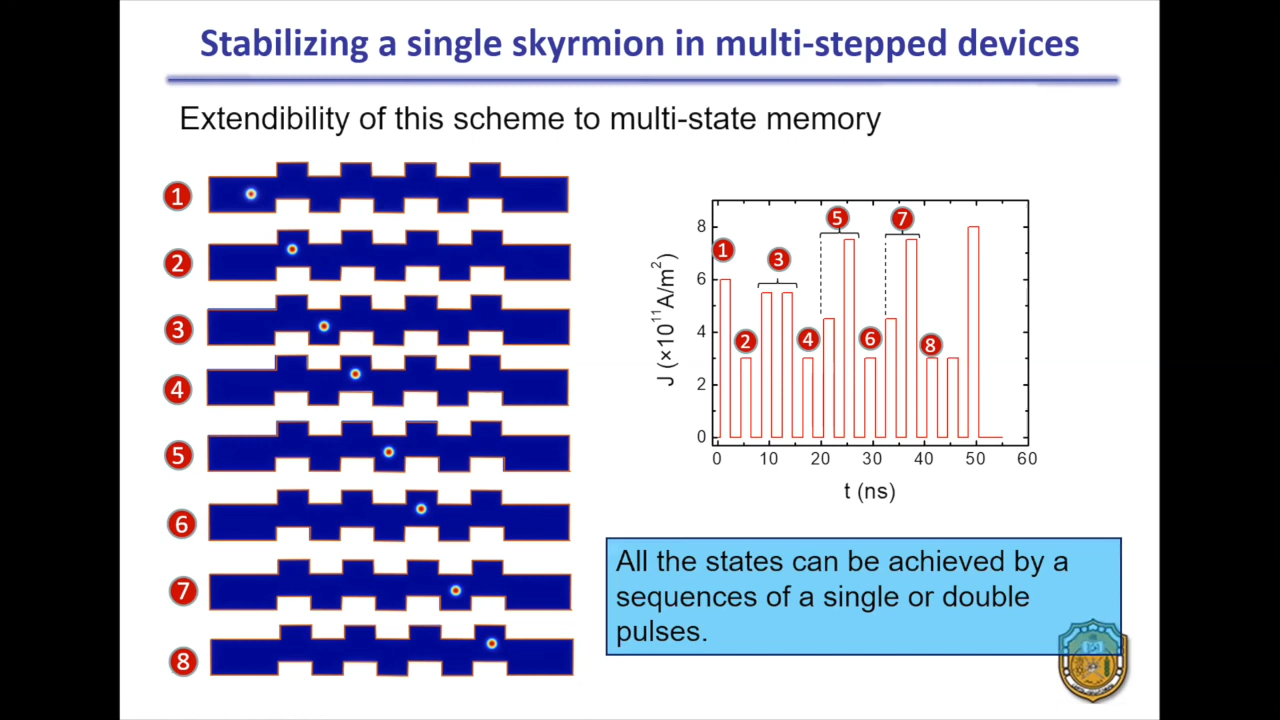 Stabilizing a single skyrmion in multi-stepped devices
Extendibility of this scheme to multi-state memory
1
2
3
4
5
6
7
8
J (×10¹¹A/m²)
8
6
4
2
0
1
2
3
4
5
6
7
8
0 10 20 30 40 50 60
t (ns)
All the states can be achieved by a
sequences of a single or double
pulses.